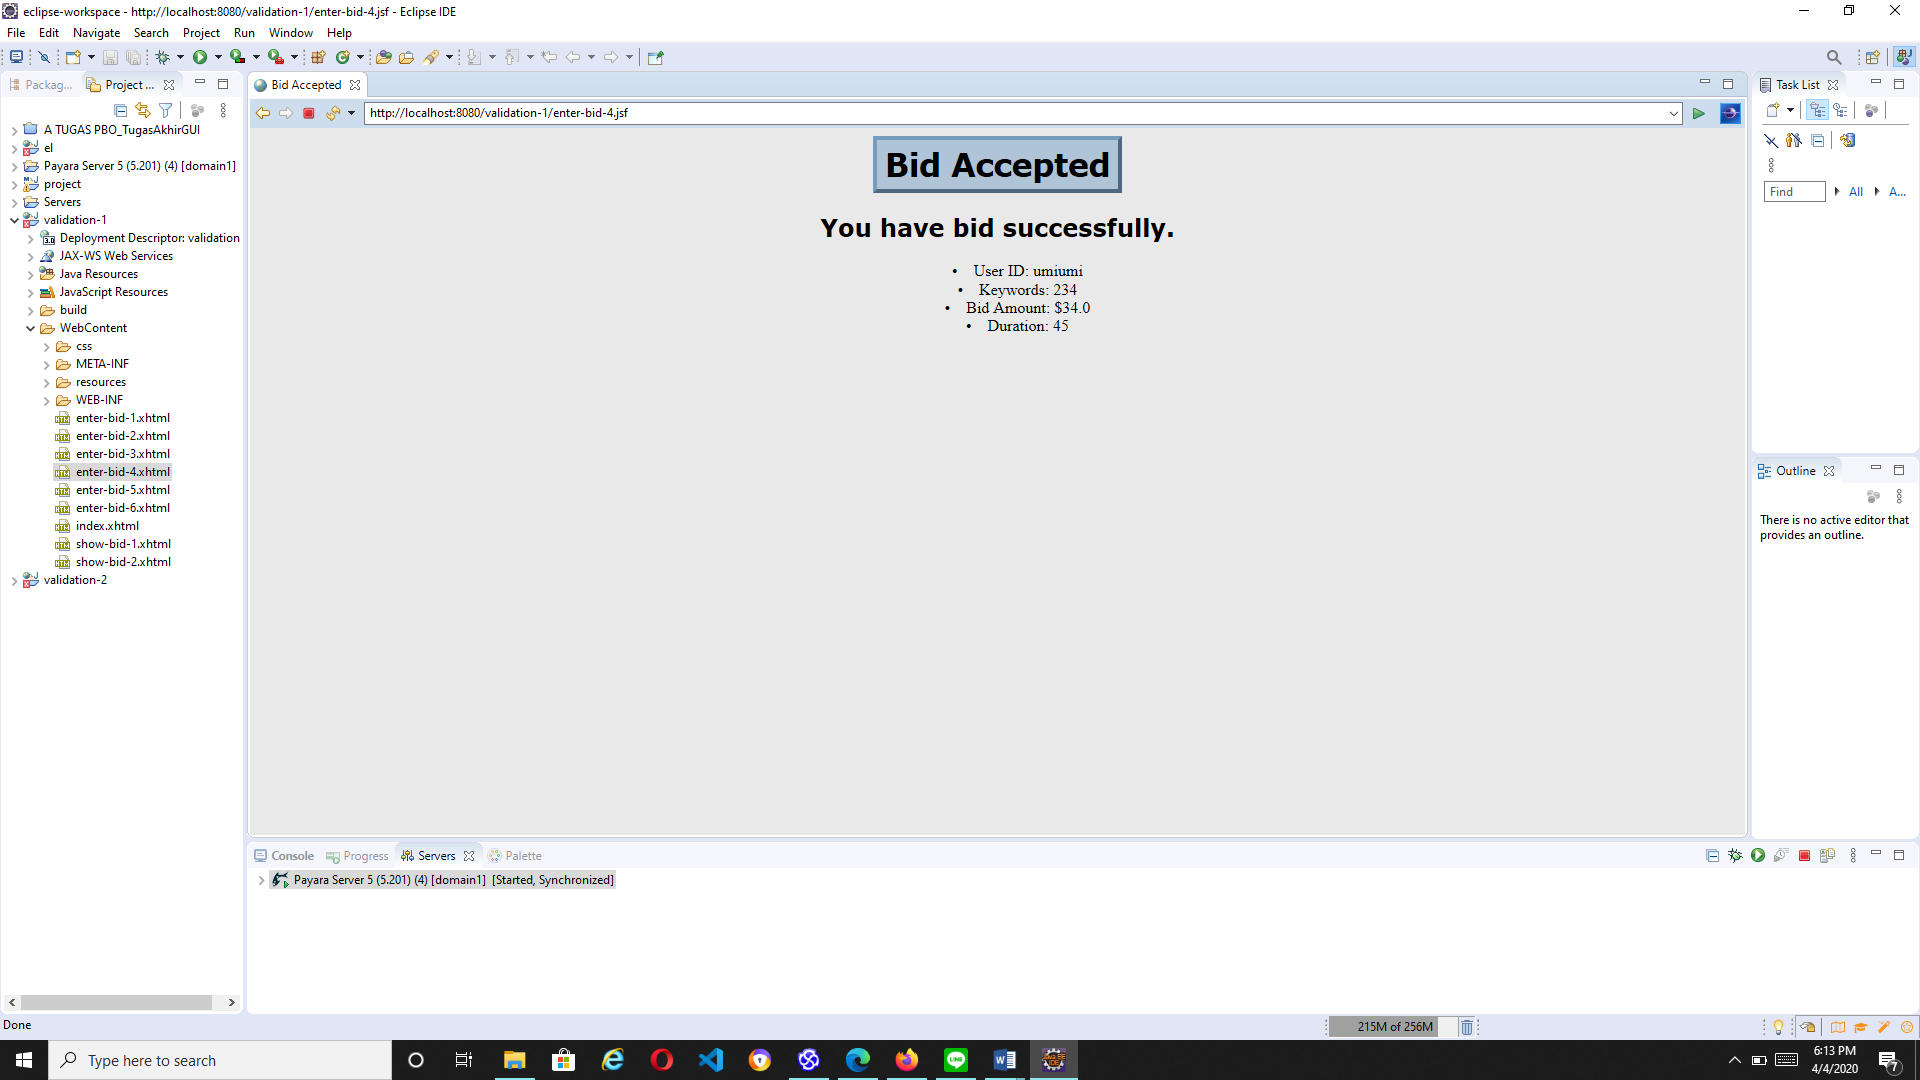 eclipse-workspace - http://localhost:8080/validation-1/enter-bid-4.jsf - Eclipse IDE
File Edit Navigate Search Project Run Window Help
Packag... Project ...
A TUGAS PBO_TugasAkhirGUI
el
Payara Server 5 (5.201) (4) [domain1]
project
Servers
validation-1
Deployment Descriptor: validation
JAX-WS Web Services
Java Resources
JavaScript Resources
build
WebContent
css
META-INF
resources
WEB-INF
enter-bid-1.xhtml
enter-bid-2.xhtml
enter-bid-3.xhtml
enter-bid-4.xhtml
enter-bid-5.xhtml
enter-bid-6.xhtml
index.xhtml
show-bid-1.xhtml
show-bid-2.xhtml
validation-2
Bid Accepted
http://localhost:8080/validation-1/enter-bid-4.jsf
Bid Accepted
You have bid successfully.
• User ID: umiumi
• Keywords: 234
• Bid Amount: $34.0
• Duration: 45
Task List
Find All A...
Outline
There is no active editor that
provides an outline.
Console Progress Servers Palette
Payara Server 5 (5.201) (4) [domain1] [Started, Synchronized]
Done
215M of 256M
Type here to search
LINE
6:13 PM
4/4/2020
7